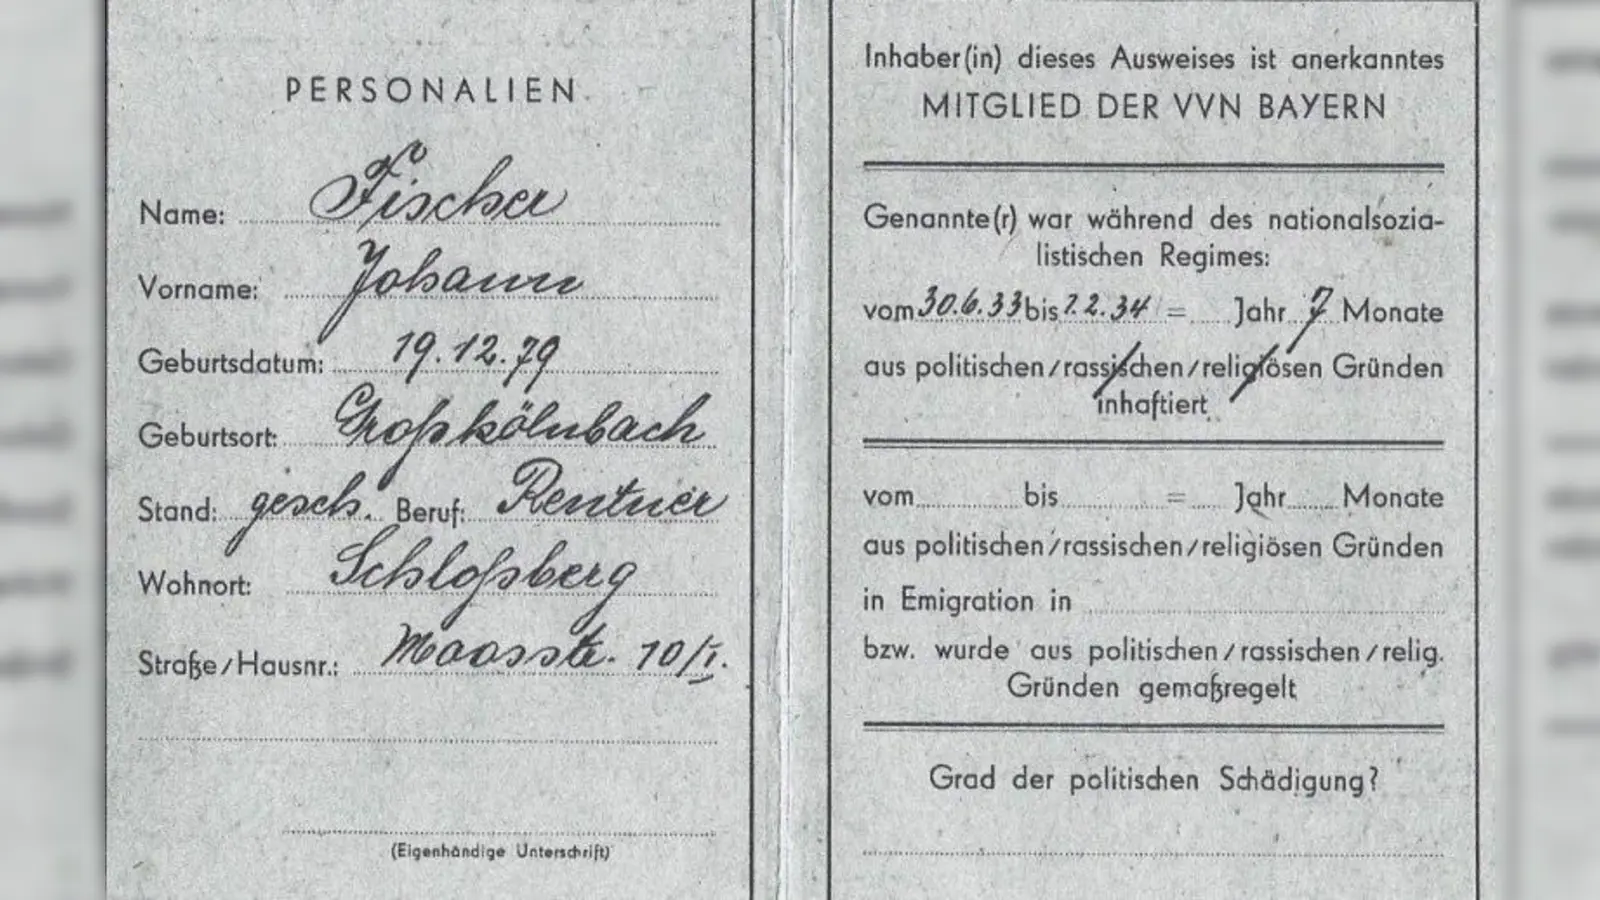 PERSONALIEN
Name: Fischer
Vorname: Johann
Geburtsdatum: 19.12.79
Geburtsort: Großkölnbach
Stand: gesch. Beruf: Rentner
Wohnort: Schloßberg
Straße/Hausnr.: Moosstr. 10/I.
(Eigenhändige Unterschrift)
Inhaber(in) dieses Ausweises ist anerkanntes
MITGLIED DER VVN BAYERN
Genannte(r) war während des nationalsozia-
listischen Regimes:
vom 30.6.33 bis 2.2.34 = Jahr 7 Monate
aus politischen/rassischen/religiösen Gründen
inhaftiert
vom bis = Jahr Monate
aus politischen/rassischen/religiösen Gründen
in Emigration in
bzw. wurde aus politischen/rassischen/relig.
Gründen gemaßregelt
Grad der politischen Schädigung?